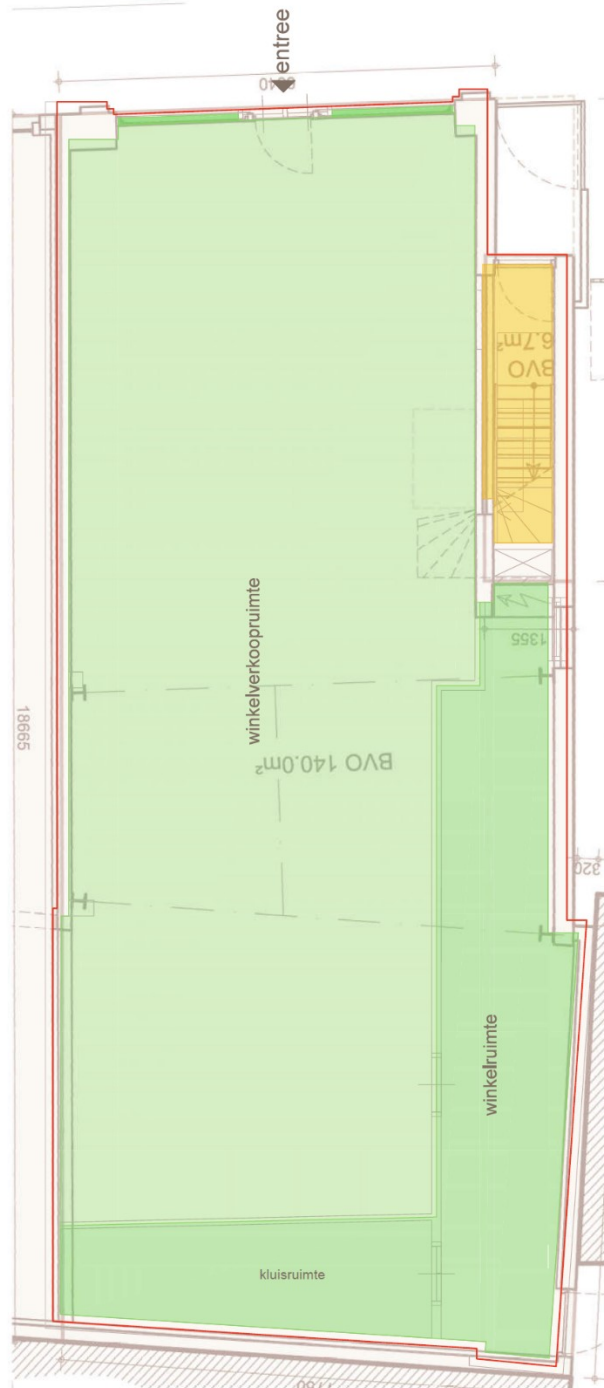 entree
BVO
6.7m²
winkelverkoopruimte
1355
18665
BVO 140.0m²
320
winkelruimte
kluisruimte